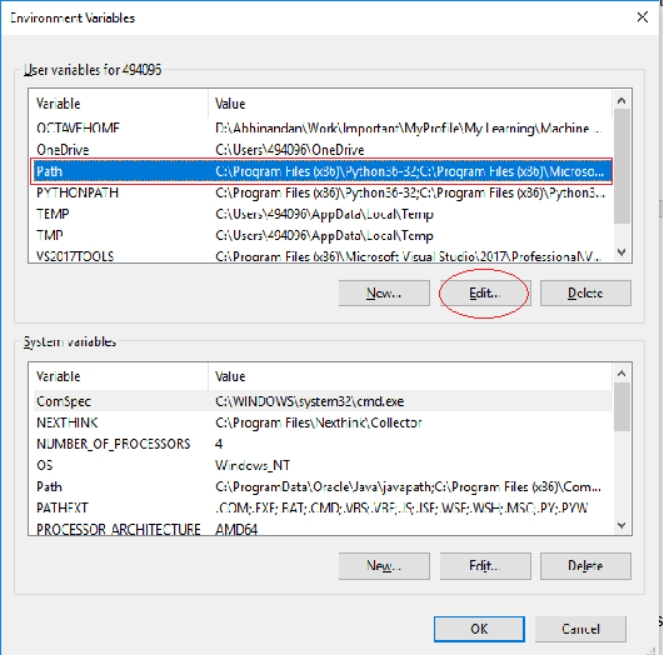 Environment Variables
User variables for 494096
Variable Value
OCTAVEHOME D:\Abhinandan\Work\Important\MyProfile\My Learning\Machine ...
OneDrive C:\Users\494096\OneDrive
Path C:\Program Files (x86)\Python36-32;C:\Program Files (x86)\Microso...
PYTHONPATH C:\Program Files (x86)\Python36-32;C:\Program Files (x86)\Python3...
TEMP C:\Users\494096\AppData\Local\Temp
TMP C:\Users\494096\AppData\Local\Temp
VS2017TOOLS C:\Program Files (x86)\Microsoft Visual Studio\2017\Professional\V...
New... Edit... Delete
System variables
Variable Value
ComSpec C:\WINDOWS\system32\cmd.exe
NEXTHINK C:\Program Files\Nexthink\Collector
NUMBER_OF_PROCESSORS 4
OS Windows_NT
Path C:\ProgramData\Oracle\Java\javapath;C:\Program Files (x86)\Com...
PATHEXT .COM;.EXE;.BAT;.CMD;.VBS;.VBE;.JS;.JSE;.WSF;.WSH;.MSC;.PY;.PYW
PROCESSOR_ARCHITECTURE AMD64
New... Edit... Delete
OK Cancel